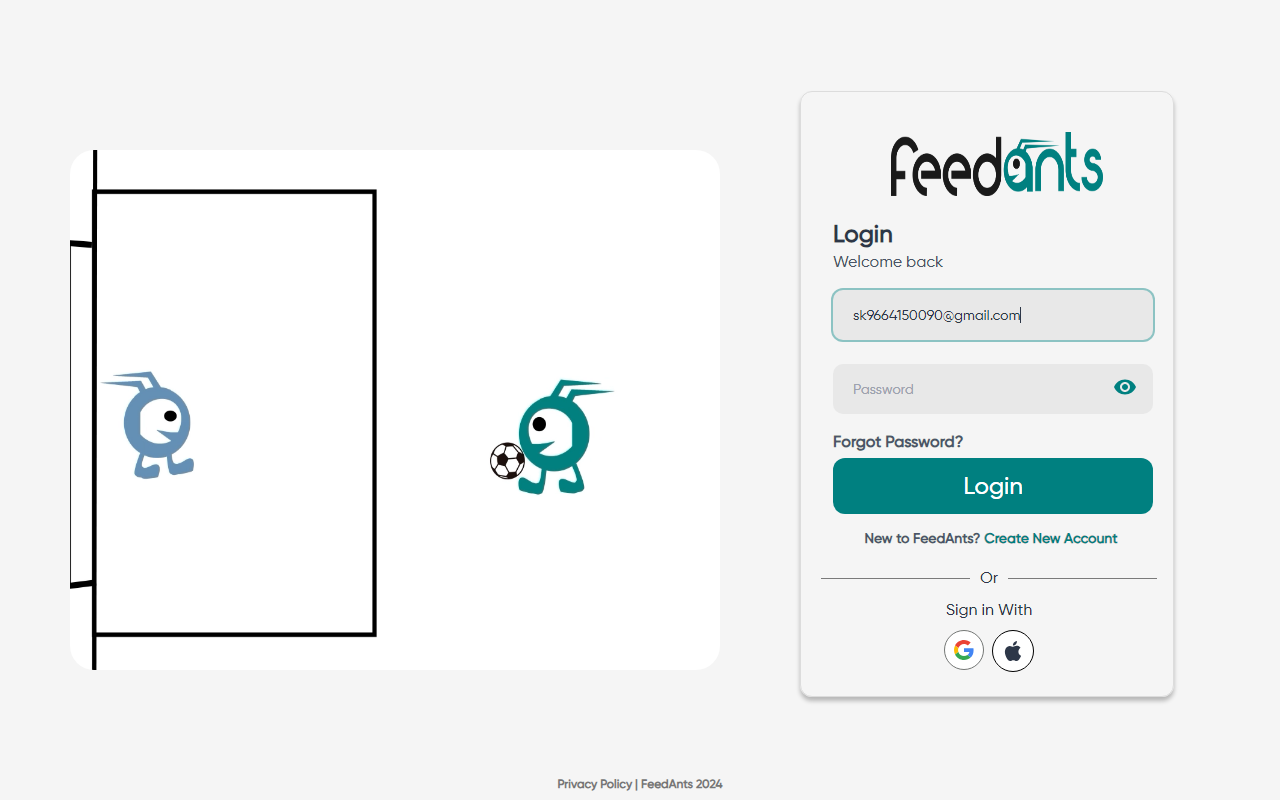 feedants
Login
Welcome back
sk9664150090@gmail.com
Password
Forgot Password?
Login
New to FeedAnts? Create New Account
Or
Sign in With
Privacy Policy | FeedAnts 2024